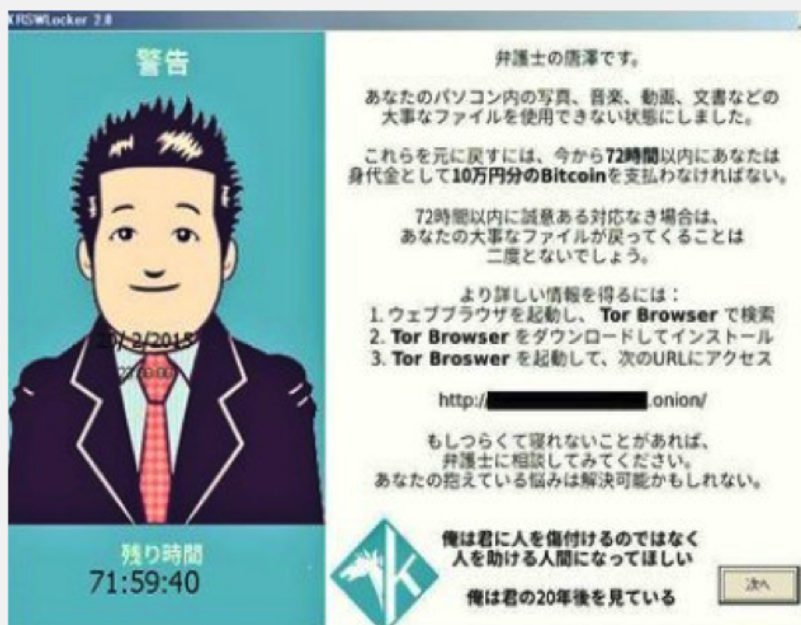 KRSWLocker 2.0
警告
23/2/2015
残り時間
71:59:40
弁護士の唐澤です。
あなたのパソコン内の写真、音楽、動画、文書などの
大事なファイルを使用できない状態にしました。
これらを元に戻すには、今から72時間以内にあなたは
身代金として10万円分のBitcoinを支払わなければならない。
72時間以内に誠意ある対応なき場合は、
あなたの大事なファイルが戻ってくることは
二度とないでしょう。
より詳しい情報を得るには：
1. ウェブブラウザを起動し、 Tor Browser で検索
2. Tor Browser をダウンロードしてインストール
3. Tor Broswer を起動して、次のURLにアクセス
http://
.onion/
もしつらくて寝れないことがあれば、
弁護士に相談してみてください。
あなたの抱えている悩みは解決可能かもしれない。
k
俺は君に人を傷付けるのではなく
人を助ける人間になってほしい
俺は君の20年後を見ている
次へ